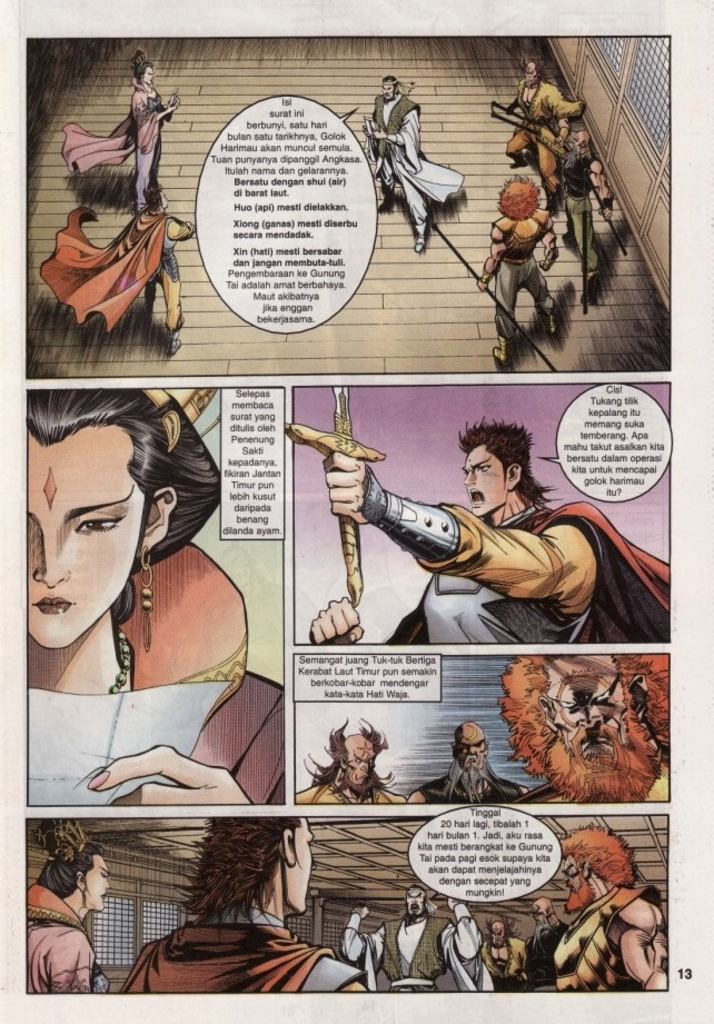 Isi
surat ini
berbunyi, satu hari
bulan satu tarikhnya, Golok
Harimau akan muncul semula.
Tuan punyanya dipanggil Angkasa.
Itulah nama dan gelarannya.
Bersatu dengan shui (air)
di barat laut.
Huo (api) mesti dielakkan.
Xiong (ganas) mesti diserbu
secara mendadak.
Xin (hati) mesti bersabar
dan jangan membuta-tuli.
Pengembaraan ke Gunung
Tai adalah amat berbahaya.
Maut akibatnya
jika enggan
bekerjasama.
Selepas
membaca
surat yang
ditulis oleh
Penenung
Sakti
kepadanya,
fikiran Jantan
Timur pun
lebih kusut
daripada
benang
dilanda ayam.
Cis!
Tukang tilik
kepalang itu
memang suka
temberang. Apa
mahu takut asalkan kita
bersatu dalam operasi
kita untuk mencapai
golok harimau
itu?
Semangat juang Tuk-tuk Bertiga
Kerabat Laut Timur pun semakin
berkobar-kobar mendengar
kata-kata Hati Waja.
Tinggal
20 hari lagi, tibalah 1
hari bulan 1. Jadi, aku rasa
kita mesti berangkat ke Gunung
Tai pada pagi esok supaya kita
akan dapat menjelajahinya
dengan secepat yang
mungkin!
13